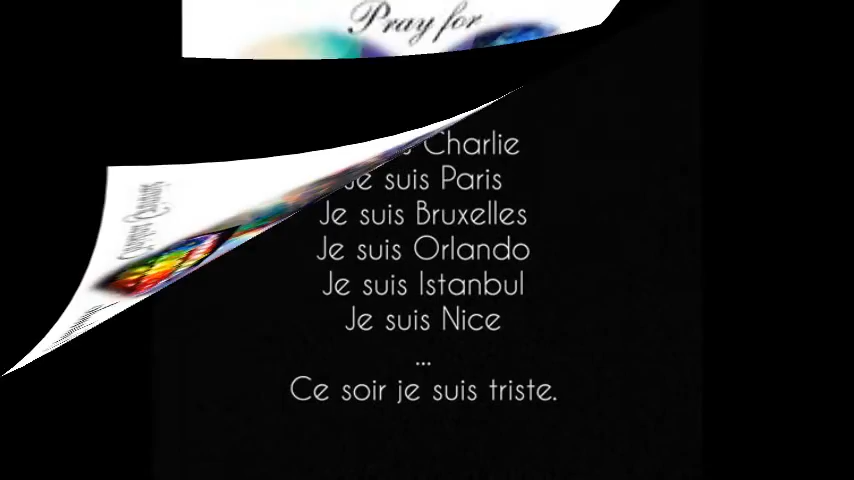 Pray for
Charlie
Je suis Paris
Je suis Bruxelles
Je suis Orlando
Je suis Istanbul
Je suis Nice
...
Ce soir je suis triste.